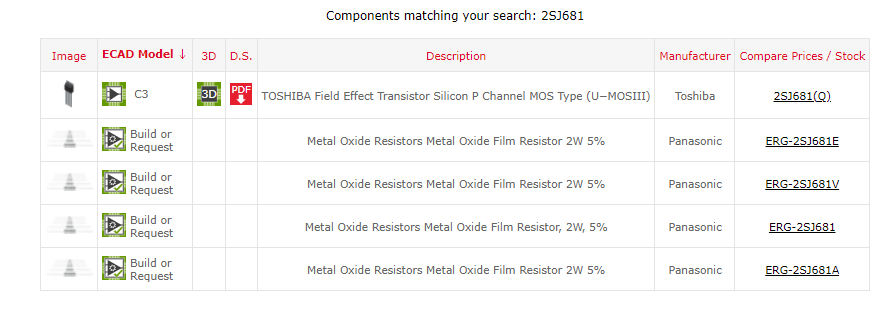 Components matching your search: 2SJ681
Image ECAD Model ↓ 3D D.S. Description Manufacturer Compare Prices / Stock
C3 3D PDF TOSHIBA Field Effect Transistor Silicon P Channel MOS Type (U−MOSIII) Toshiba 2SJ681(Q)
Build or
Request
Metal Oxide Resistors Metal Oxide Film Resistor 2W 5% Panasonic ERG-2SJ681E
Build or
Request
Metal Oxide Resistors Metal Oxide Film Resistor 2W 5% Panasonic ERG-2SJ681V
Build or
Request
Metal Oxide Resistors Metal Oxide Film Resistor, 2W, 5% Panasonic ERG-2SJ681
Build or
Request
Metal Oxide Resistors Metal Oxide Film Resistor 2W 5% Panasonic ERG-2SJ681A